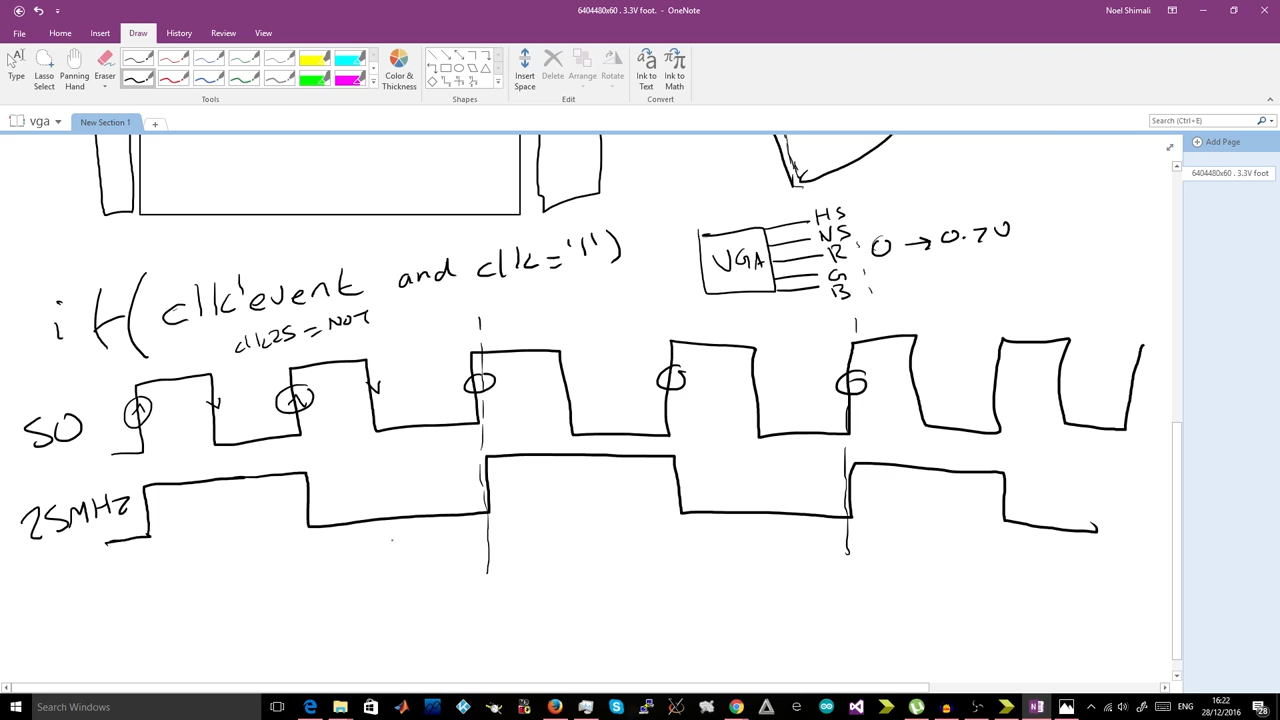 6404480x60 . 3.3V foot. - OneNote
Noel Shimali
File Home Insert Draw History Review View
Type
Lasso Select
Panning Hand
Eraser
Color & Thickness
Insert Space
Delete
Arrange
Rotate
Ink to Text
Ink to Math
Tools
Shapes
Edit
Convert
vga
New Section 1
Search (Ctrl+E)
Add Page
6404480x60 . 3.3V foot.
VGA
HS
VS
R
G
B
0 → 0.7V
if (clk'event and clk='1')
clk25 = NOT
50
25MHz
Search Windows
ENG
16:22
28/12/2016